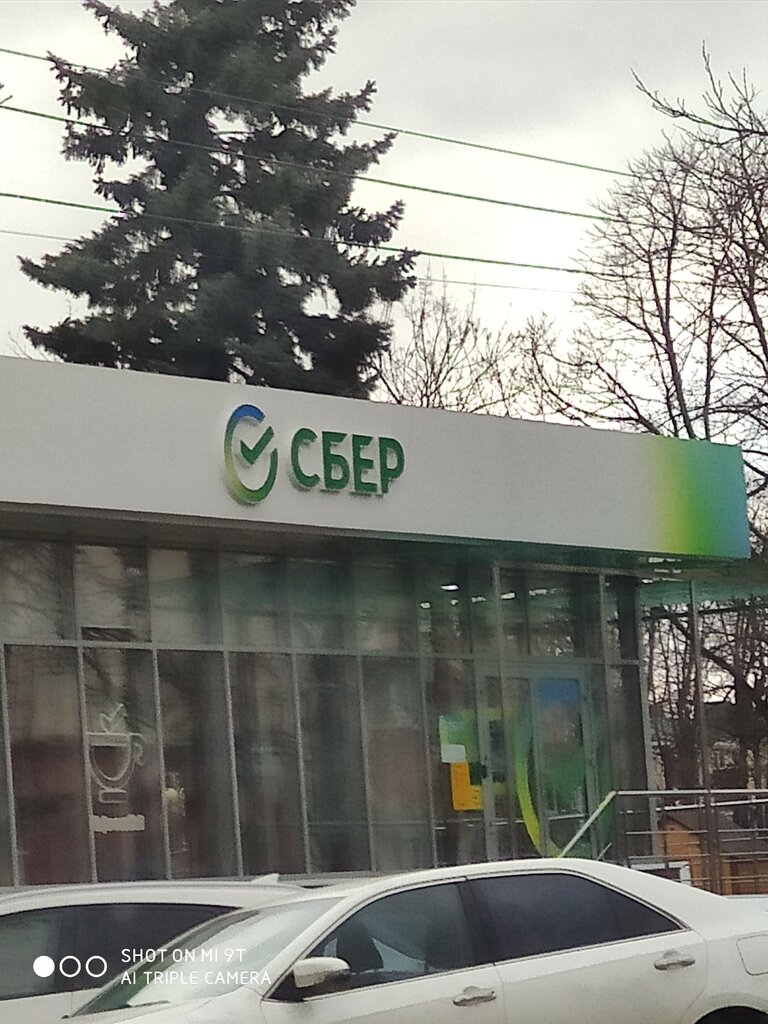 СБЕР
SHOT ON MI 9T
AI TRIPLE CAMERA